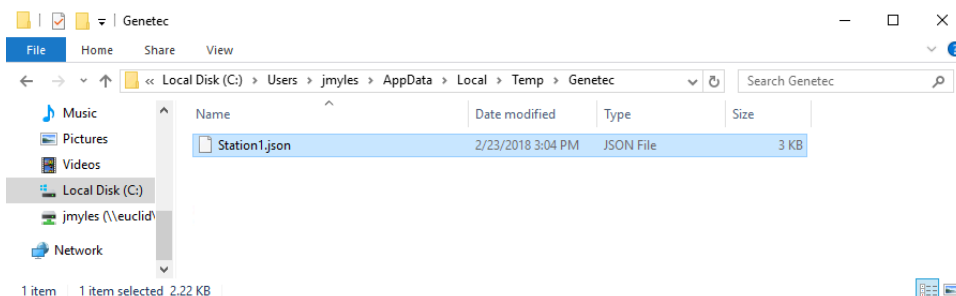 Genetec
File Home Share View
« Local Disk (C:) > Users > jmyles > AppData > Local > Temp > Genetec
Search Genetec
Music
Pictures
Videos
Local Disk (C:)
jmyles (\\euclid\
Network
Name Date modified Type Size
Station1.json 2/23/2018 3:04 PM JSON File 3 KB
1 item 1 item selected 2.22 KB